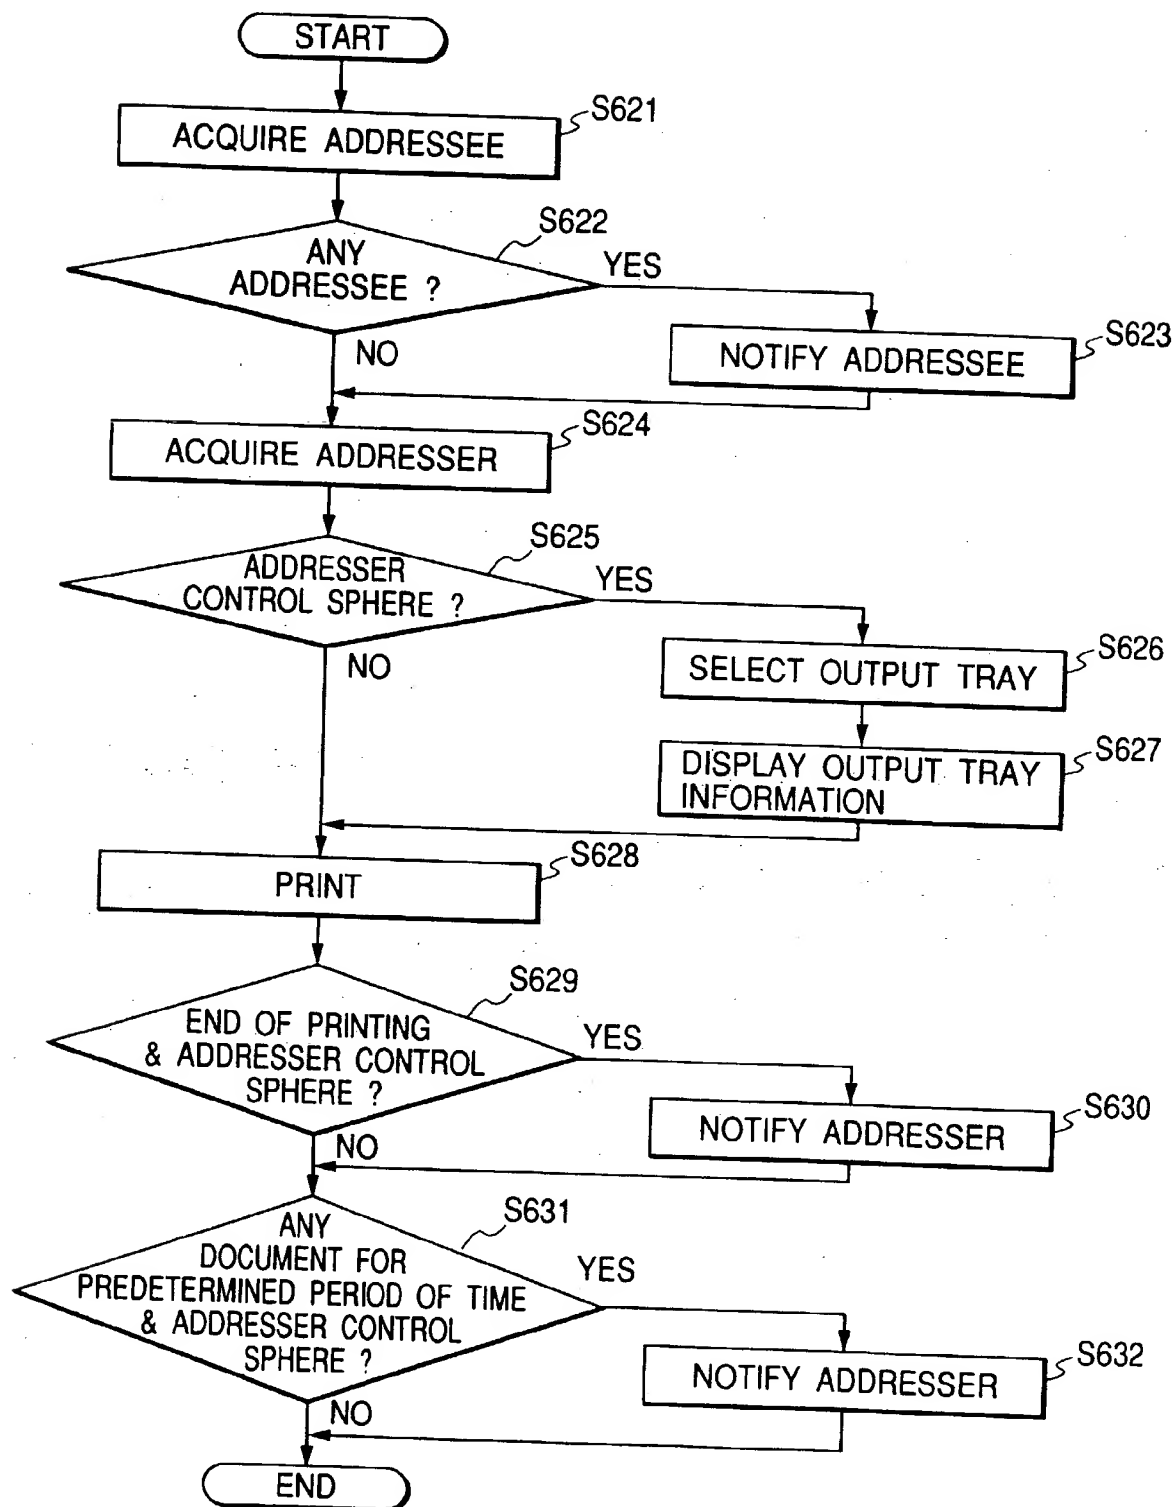 START
ACQUIRE ADDRESSEE
S621
ANY
ADDRESSEE ?
S622
YES
NO
NOTIFY ADDRESSEE
S623
ACQUIRE ADDRESSER
S624
ADDRESSER
CONTROL SPHERE ?
S625
YES
NO
SELECT OUTPUT TRAY
S626
DISPLAY OUTPUT TRAY
INFORMATION
S627
PRINT
S628
END OF PRINTING
& ADDRESSER CONTROL
SPHERE ?
S629
YES
NO
NOTIFY ADDRESSER
S630
ANY
DOCUMENT FOR
PREDETERMINED PERIOD OF TIME
& ADDRESSER CONTROL
SPHERE ?
S631
YES
NO
NOTIFY ADDRESSER
S632
END